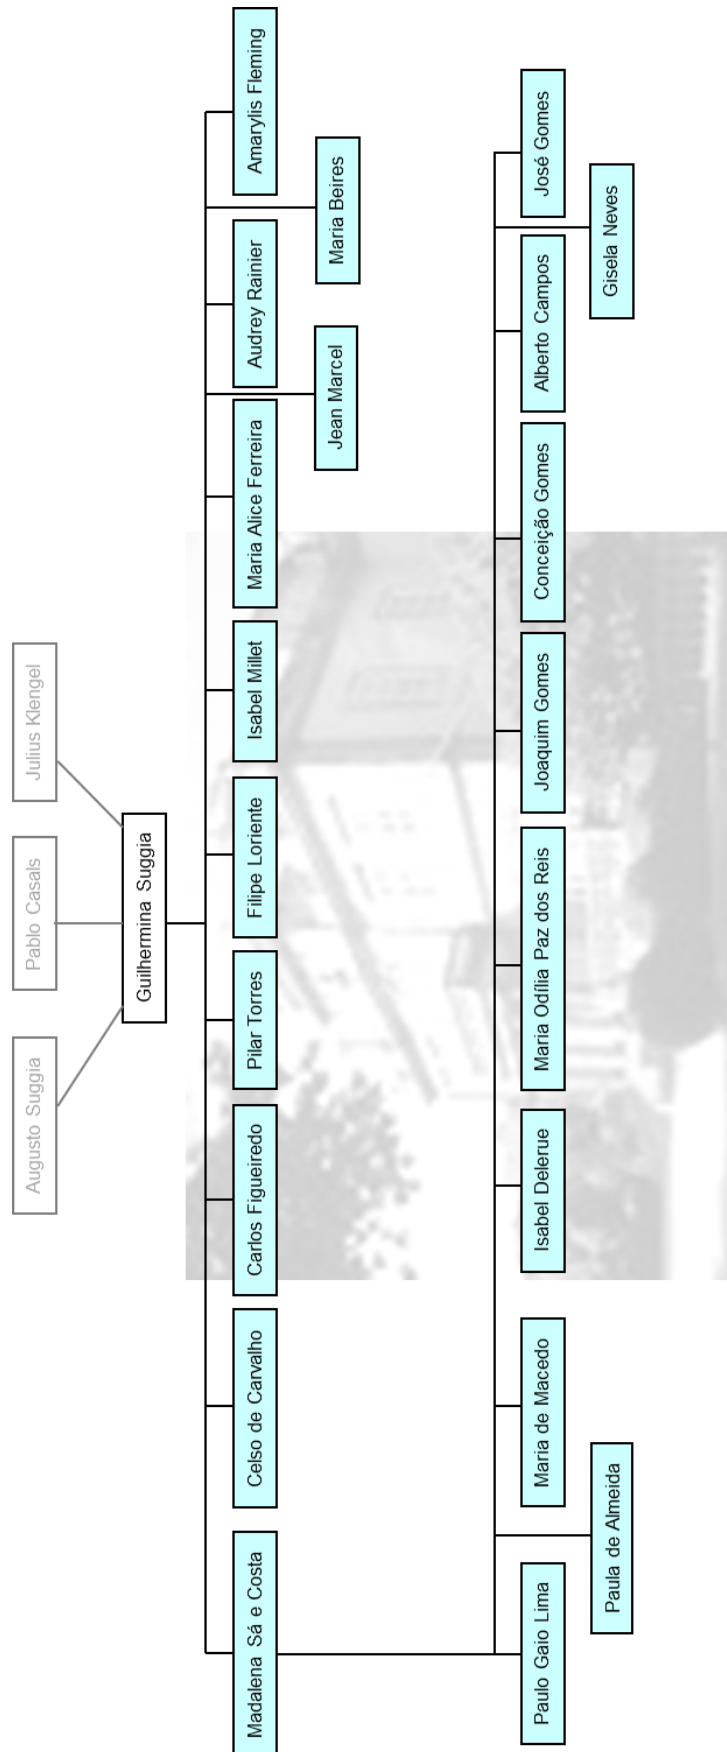 Augusto Suggia
Pablo Casals
Julius Klengel
Guilhermina Suggia
Madalena Sá e Costa
Celso de Carvalho
Carlos Figueiredo
Pilar Torres
Filipe Loriente
Isabel Millet
Maria Alice Ferreira
Audrey Rainier
Amarylis Fleming
Jean Marcel
Maria Beires
Paulo Gaio Lima
Maria de Macedo
Isabel Delerue
Maria Odília Paz dos Reis
Joaquim Gomes
Conceição Gomes
Alberto Campos
José Gomes
Paula de Almeida
Gisela Neves